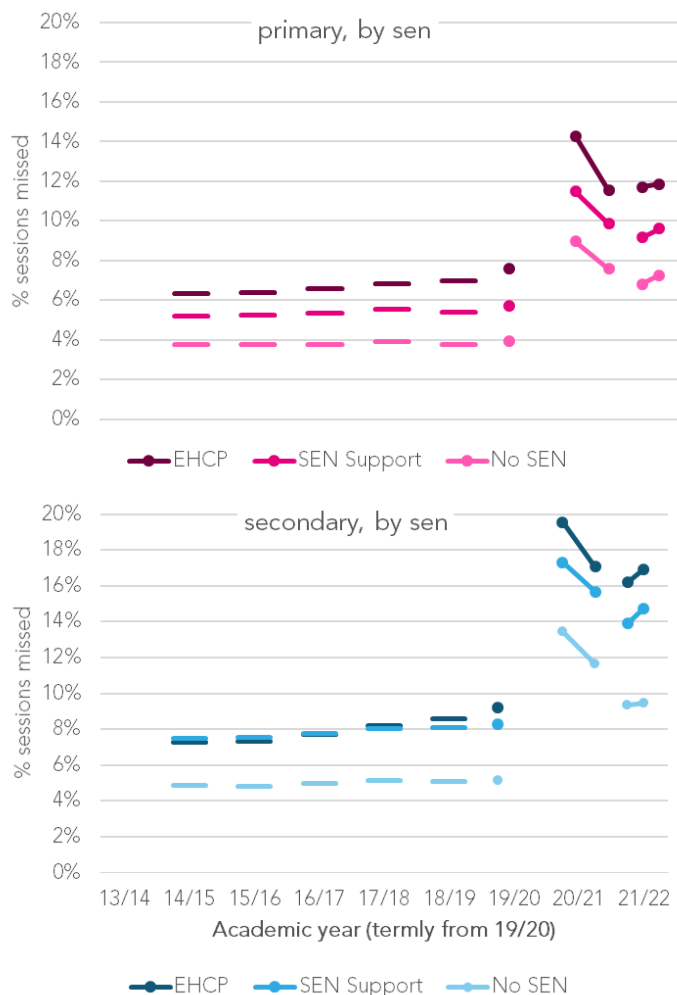 primary, by sen
% sessions missed
20%
18%
16%
14%
12%
10%
8%
6%
4%
2%
0%
EHCP SEN Support No SEN
secondary, by sen
% sessions missed
20%
18%
16%
14%
12%
10%
8%
6%
4%
2%
0%
13/14 14/15 15/16 16/17 17/18 18/19 19/20 20/21 21/22
Academic year (termly from 19/20)
EHCP SEN Support No SEN